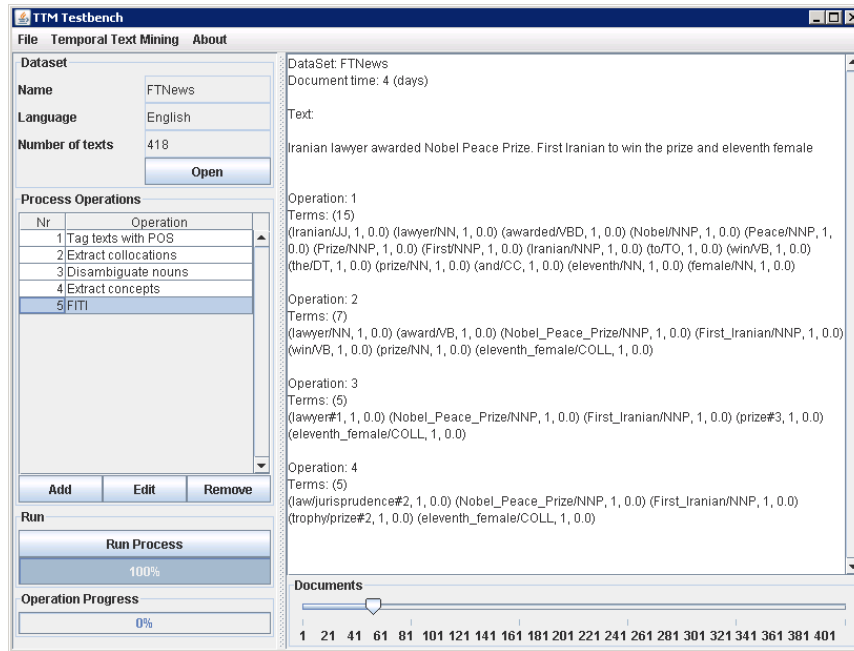 TTM Testbench
File Temporal Text Mining About
Dataset
Name FTNews
Language English
Number of texts 418
Open
Process Operations
Nr Operation
1 Tag texts with POS
2 Extract collocations
3 Disambiguate nouns
4 Extract concepts
5 FITI
Add Edit Remove
Run
Run Process
100%
Operation Progress
0%
DataSet: FTNews
Document time: 4 (days)
Text:
Iranian lawyer awarded Nobel Peace Prize. First Iranian to win the prize and eleventh female
Operation: 1
Terms: (15)
(Iranian/JJ, 1, 0.0) (lawyer/NN, 1, 0.0) (awarded/VBD, 1, 0.0) (Nobel/NNP, 1, 0.0) (Peace/NNP, 1,
0.0) (Prize/NNP, 1, 0.0) (First/NNP, 1, 0.0) (Iranian/NNP, 1, 0.0) (to/TO, 1, 0.0) (win/VB, 1, 0.0)
(the/DT, 1, 0.0) (prize/NN, 1, 0.0) (and/CC, 1, 0.0) (eleventh/NN, 1, 0.0) (female/NN, 1, 0.0)
Operation: 2
Terms: (7)
(lawyer/NN, 1, 0.0) (award/VB, 1, 0.0) (Nobel_Peace_Prize/NNP, 1, 0.0) (First_Iranian/NNP, 1, 0.0)
(win/VB, 1, 0.0) (prize/NN, 1, 0.0) (eleventh_female/COLL, 1, 0.0)
Operation: 3
Terms: (5)
(lawyer#1, 1, 0.0) (Nobel_Peace_Prize/NNP, 1, 0.0) (First_Iranian/NNP, 1, 0.0) (prize#3, 1, 0.0)
(eleventh_female/COLL, 1, 0.0)
Operation: 4
Terms: (5)
(law/jurisprudence#2, 1, 0.0) (Nobel_Peace_Prize/NNP, 1, 0.0) (First_Iranian/NNP, 1, 0.0)
(trophy/prize#2, 1, 0.0) (eleventh_female/COLL, 1, 0.0)
Documents
1 21 41 61 81 101 121 141 161 181 201 221 241 261 281 301 321 341 361 381 401